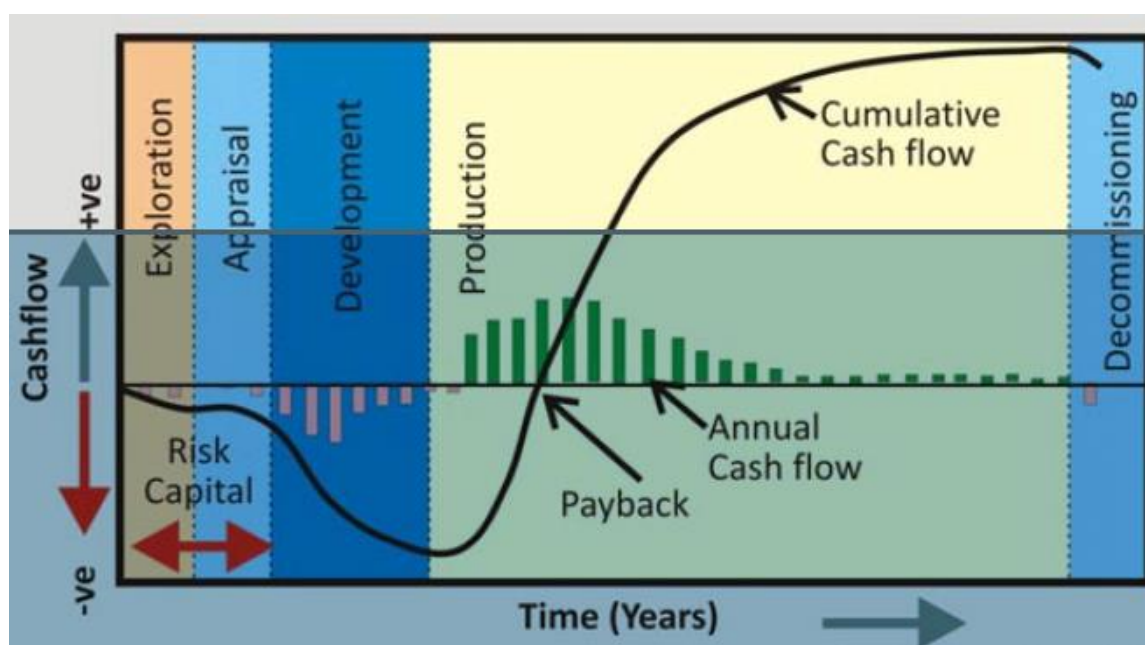 Cashflow
+ve
-ve
Exploration
Appraisal
Development
Production
Decommissioning
Cumulative
Cash flow
Annual
Cash flow
Payback
Risk
Capital
Time (Years)